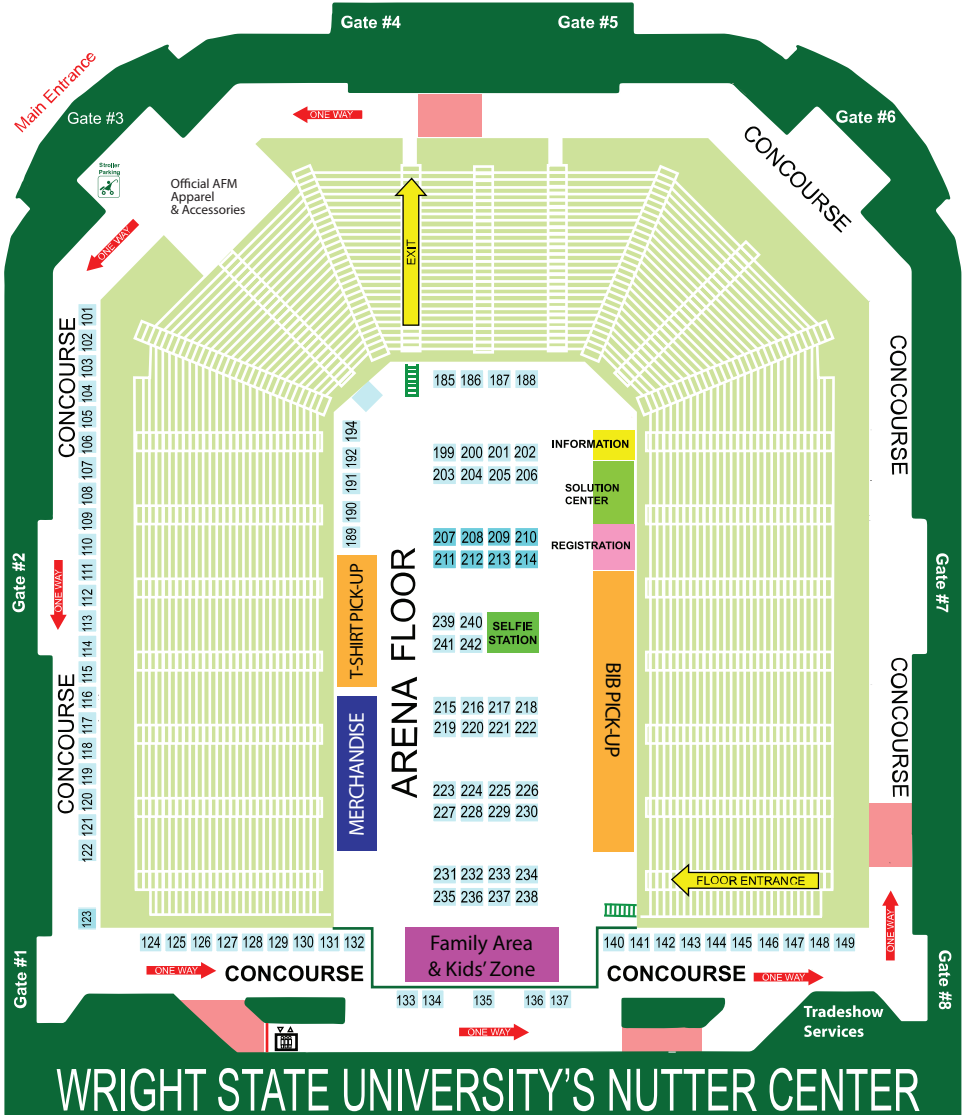 Gate #4
Gate #5
Main Entrance
Gate #3
ONE WAY
Gate #6
CONCOURSE
Stroller
Parking
Official AFM
Apparel
& Accessories
ONE WAY
EXIT
CONCOURSE
101
102
103
104
105
106
107
108
109
110
111
112
113
114
115
116
117
118
119
120
121
122
123
CONCOURSE
185 186 187 188
194
192
191
190
189
199 200 201 202
203 204 205 206
INFORMATION
SOLUTION
CENTER
REGISTRATION
207 208 209 210
211 212 213 214
Gate #2
ONE WAY
T-SHIRT PICK-UP
ARENA FLOOR
239 240
241 242
SELFIE
STATION
BIB PICK-UP
Gate #7
CONCOURSE
CONCOURSE
MERCHANDISE
215 216 217 218
219 220 221 222
223 224 225 226
227 228 229 230
231 232 233 234
235 236 237 238
FLOOR ENTRANCE
124 125 126 127 128 129 130 131 132
Family Area
& Kids' Zone
140 141 142 143 144 145 146 147 148 149
ONE WAY
Gate #1
ONE WAY
CONCOURSE
CONCOURSE
ONE WAY
Gate #8
133 134 135 136 137
ONE WAY
Tradeshow
Services
WRIGHT STATE UNIVERSITY'S NUTTER CENTER